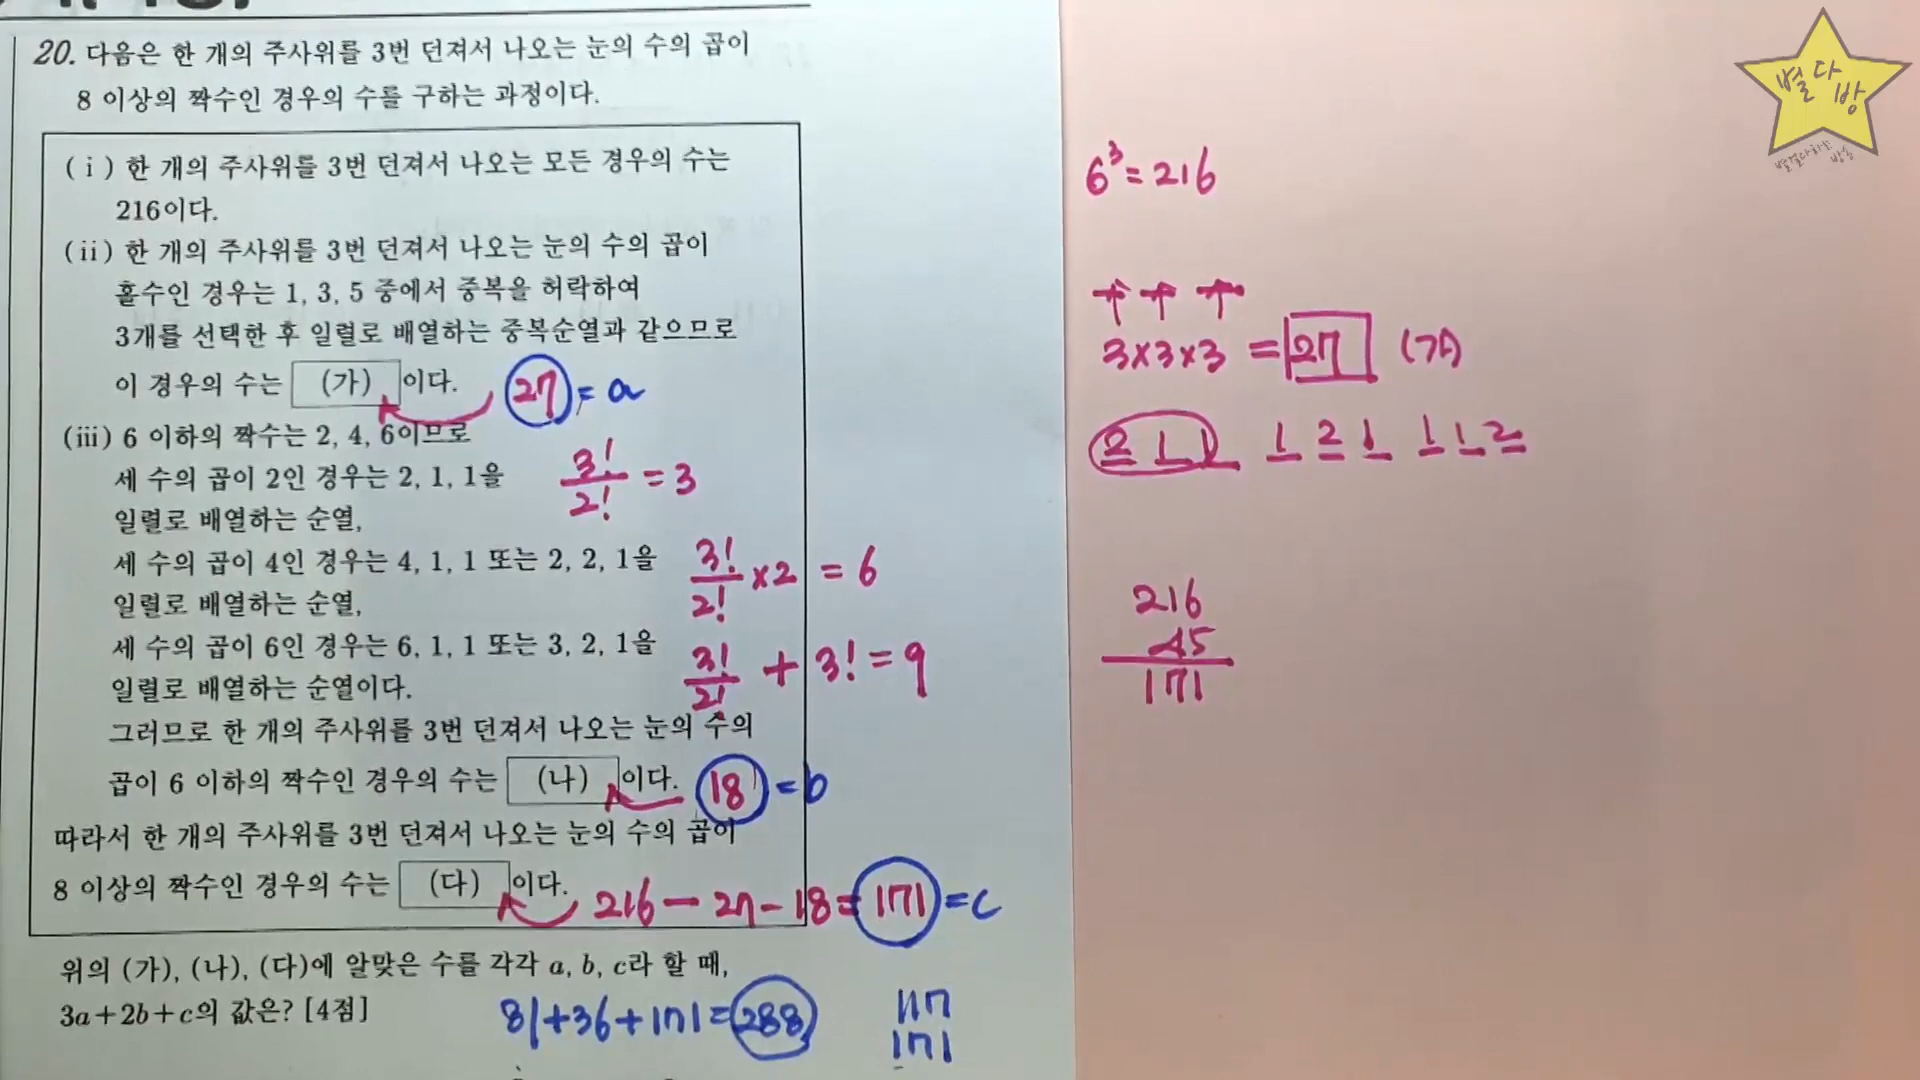 20. 다음은 한 개의 주사위를 3번 던져서 나오는 눈의 수의 곱이
8 이상의 짝수인 경우의 수를 구하는 과정이다.
(ⅰ) 한 개의 주사위를 3번 던져서 나오는 모든 경우의 수는
216이다.
(ⅱ) 한 개의 주사위를 3번 던져서 나오는 눈의 수의 곱이
홀수인 경우는 1, 3, 5 중에서 중복을 허락하여
3개를 선택한 후 일렬로 배열하는 중복순열과 같으므로
이 경우의 수는 (가) 이다. 27 = a
(ⅲ) 6 이하의 짝수는 2, 4, 6이므로
세 수의 곱이 2인 경우는 2, 1, 1을 3!/2! = 3
일렬로 배열하는 순열,
세 수의 곱이 4인 경우는 4, 1, 1 또는 2, 2, 1을 3!/2! ×2 = 6
일렬로 배열하는 순열,
세 수의 곱이 6인 경우는 6, 1, 1 또는 3, 2, 1을 3!/2! + 3! = 9
일렬로 배열하는 순열이다.
그러므로 한 개의 주사위를 3번 던져서 나오는 눈의 수의
곱이 6 이하의 짝수인 경우의 수는 (나) 이다. 18 = b
따라서 한 개의 주사위를 3번 던져서 나오는 눈의 수의 곱이
8 이상의 짝수인 경우의 수는 (다) 이다. 216 - 27 - 18 = 171 = c
위의 (가), (나), (다)에 알맞은 수를 각각 a, b, c라 할 때,
3a+2b+c의 값은? [4점] 81+36+171=288
117
171
6³ = 216
3×3×3 = 27 (가)
2 1 1 1 2 1 1 1 2
216
45
171
별다방